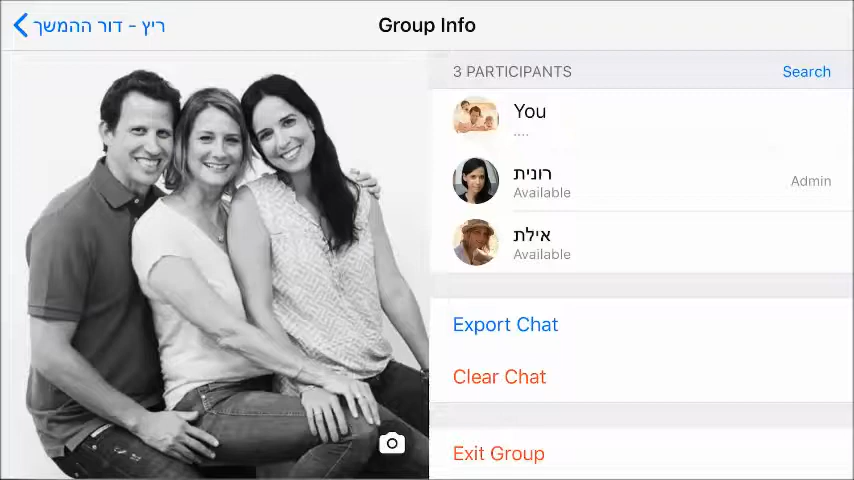 ריץ - דור ההמשך
Group Info
3 PARTICIPANTS
Search
You
....
רונית
Available
Admin
אילת
Available
Export Chat
Clear Chat
Exit Group